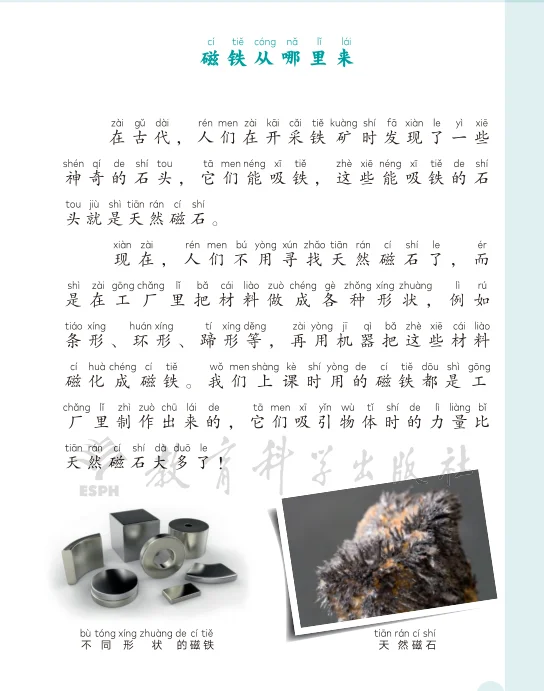 cí tiě cóng nǎ lǐ lái
磁铁从哪里来
zài gǔ dài rén men zài kāi cǎi tiě kuàng shí fā xiàn le yì xiē
在古代，人们在开采铁矿时发现了一些
shén qí de shí tou tā men néng xī tiě zhè xiē néng xī tiě de shí
神奇的石头，它们能吸铁，这些能吸铁的石
tou jiù shì tiān rán cí shí
头就是天然磁石。
xiàn zài rén men bú yòng xún zhǎo tiān rán cí shí le ér
现在，人们不用寻找天然磁石了，而
shì zài gōng chǎng lǐ bǎ cái liào zuò chéng gè zhǒng xíng zhuàng lì rú
是在工厂里把材料做成各种形状，例如
tiáo xíng huán xíng tí xíng děng zài yòng jī qì bǎ zhè xiē cái liào
条形、环形、蹄形等，再用机器把这些材料
cí huà chéng cí tiě wǒ men shàng kè shí yòng de cí tiě dōu shì gōng
磁化成磁铁。我们上课时用的磁铁都是工
chǎng lǐ zhì zuò chū lái de tā men xī yǐn wù tǐ shí de lì liàng bǐ
厂里制作出来的，它们吸引物体时的力量比
tiān rán cí shí dà duō le
天然磁石大多了！
ESPH 教育科学出版社
bù tóng xíng zhuàng de cí tiě
不同形状的磁铁
tiān rán cí shí
天然磁石